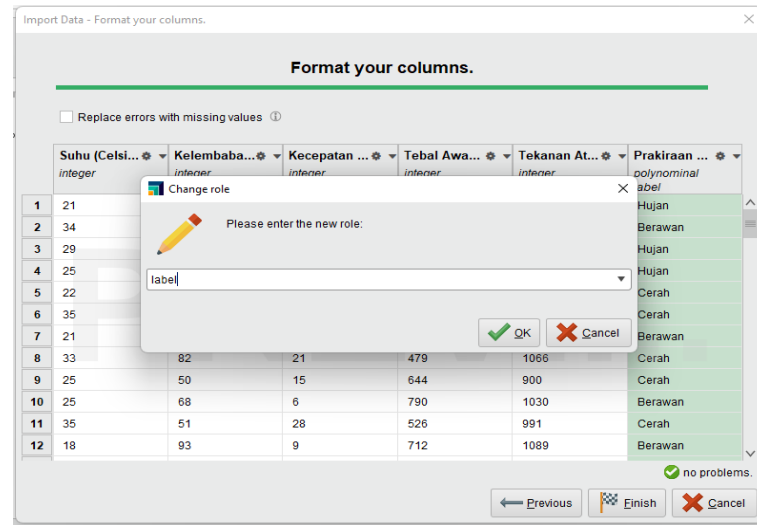 Import Data - Format your columns.
Format your columns.
Replace errors with missing values
Suhu (Celsi... Kelembaba... Kecepatan ... Tebal Awa... Tekanan At... Prakiraan ...
integer integer integer integer integer polynominal
label
Change role
Please enter the new role:
label
OK Cancel
1 21 Hujan
2 34 Berawan
3 29 Hujan
4 25 Hujan
5 22 Cerah
6 35 Cerah
7 21 Berawan
8 33 82 21 479 1066 Cerah
9 25 50 15 644 900 Cerah
10 25 68 6 790 1030 Berawan
11 35 51 28 526 991 Cerah
12 18 93 9 712 1089 Berawan
no problems.
Previous Finish Cancel